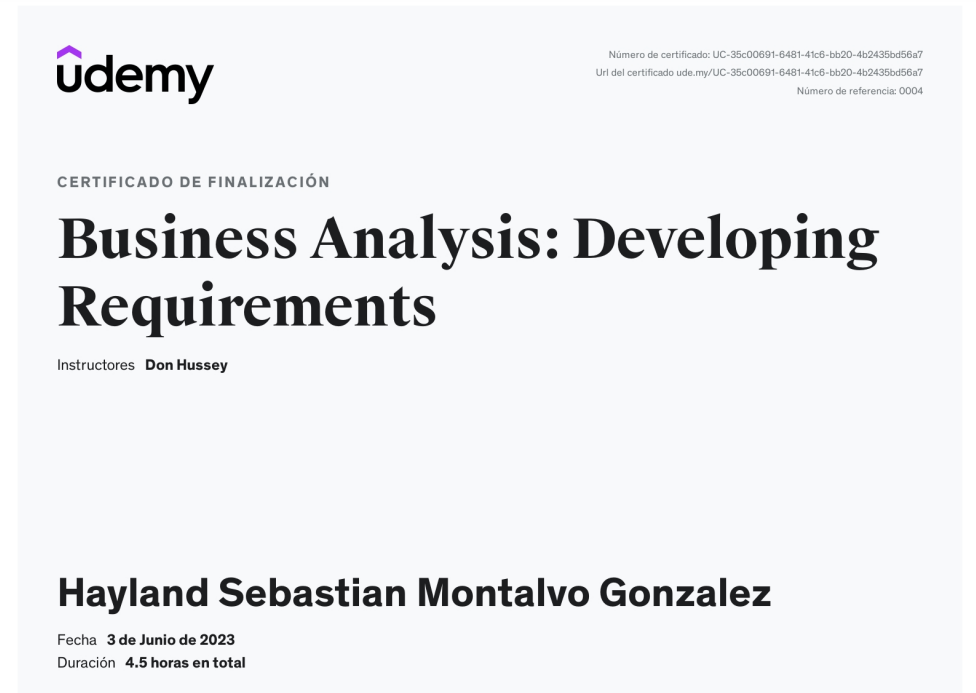 udemy
Número de certificado: UC-35c00691-6481-41c6-bb20-4b2435bd56a7
Url del certificado ude.my/UC-35c00691-6481-41c6-bb20-4b2435bd56a7
Número de referencia: 0004
CERTIFICADO DE FINALIZACIÓN
Business Analysis: Developing
Requirements
Instructores Don Hussey
Hayland Sebastian Montalvo Gonzalez
Fecha 3 de Junio de 2023
Duración 4.5 horas en total